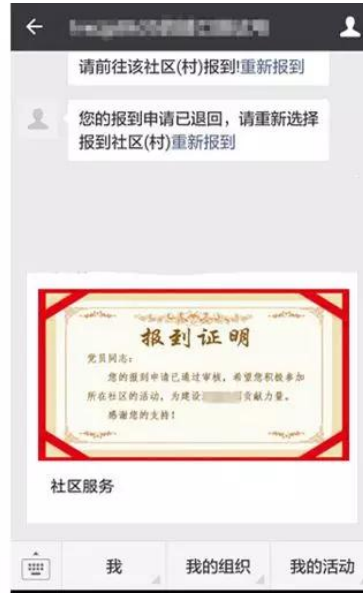 请前往该社区(村)报到!重新报到
您的报到申请已退回，请重新选择
报到社区(村)重新报到
报到证明
党员同志：
您的报到申请已通过审核，希望您积极参加
所在社区的活动，为建设贡献力量。
感谢您的支持！
社区服务
我
我的组织
我的活动